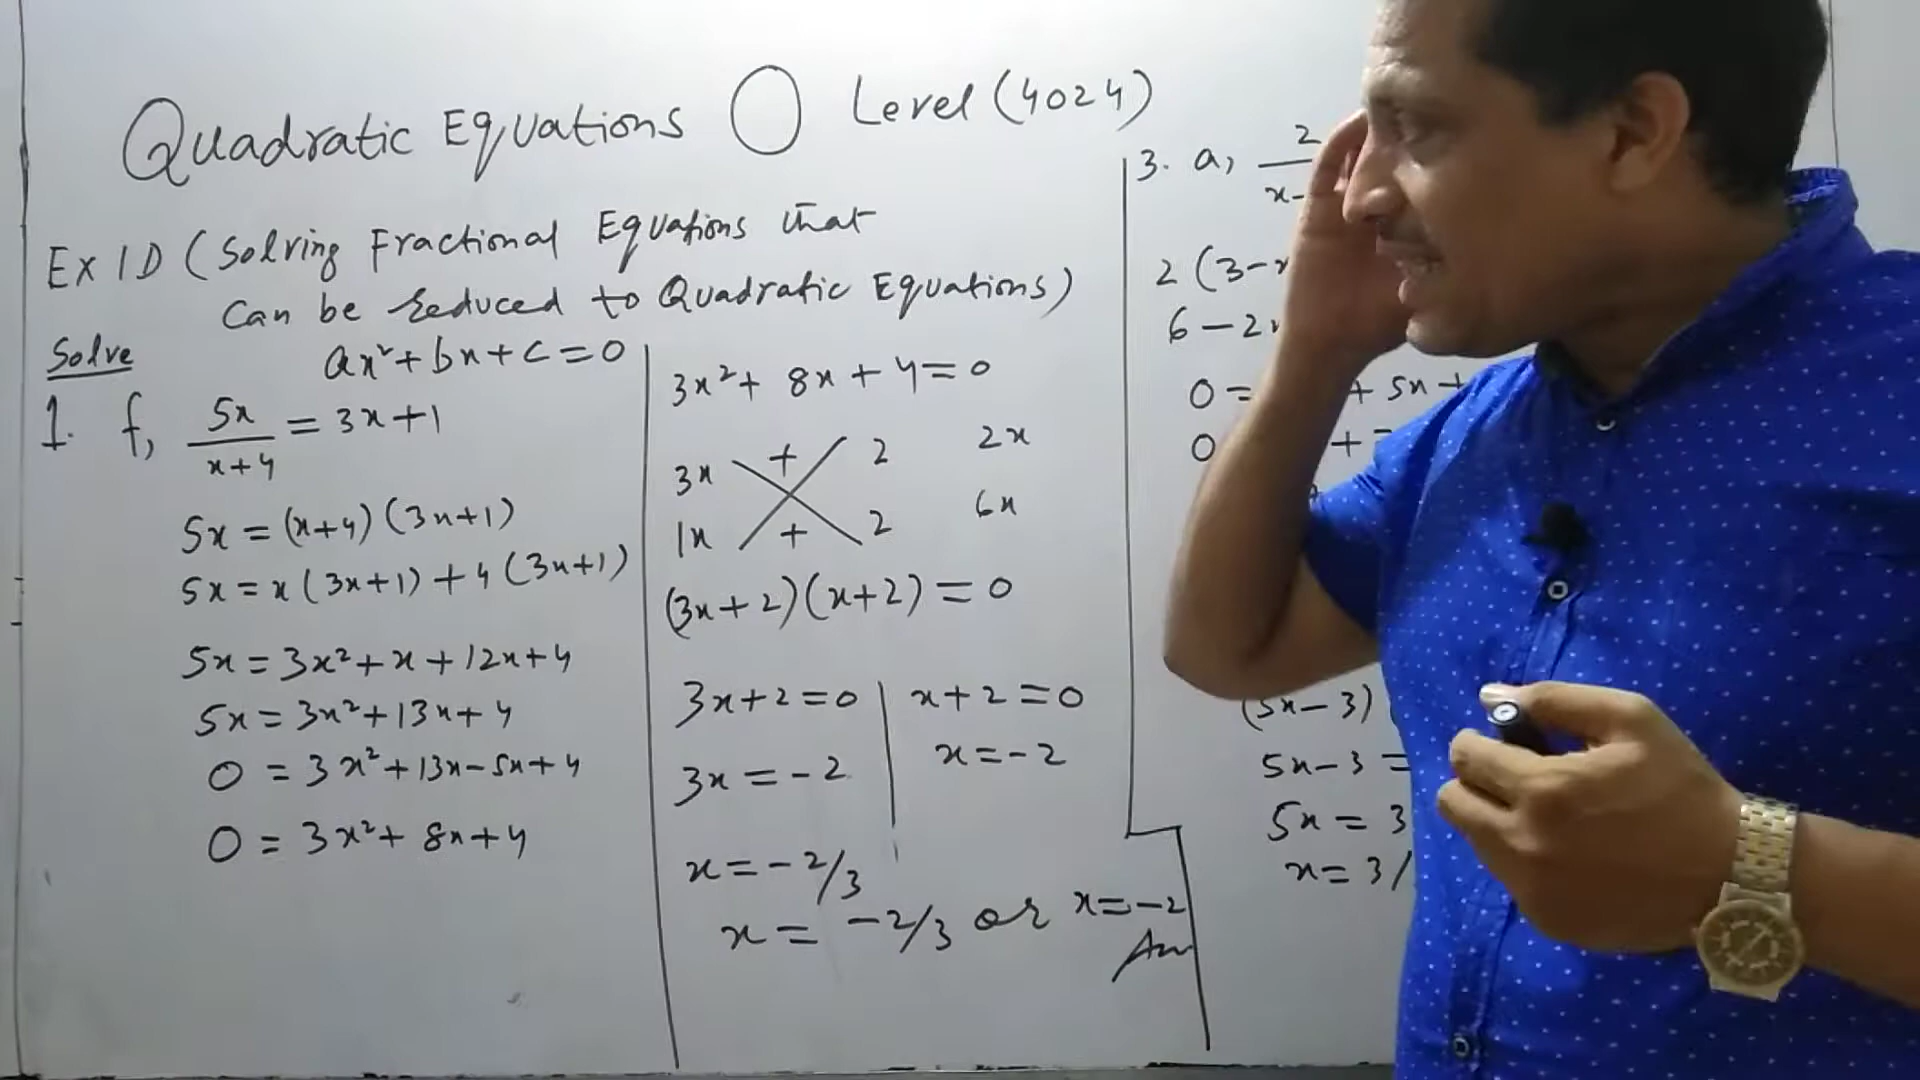 Quadratic Equations O Level (4024)
Ex 1D (Solving Fractional Equations that
can be reduced to Quadratic Equations)
Solve
ax²+bx+c=0
1. f, 5x/x+4 = 3x+1
5x = (x+4)(3x+1)
5x = x(3x+1)+4(3x+1)
5x = 3x²+x+12x+4
5x = 3x²+13x+4
0 = 3x²+13x-5x+4
0 = 3x²+8x+4
3x²+8x+4=0
3x + 2 2x
1x + 2 6x
(3x+2)(x+2)=0
3x+2=0 x+2=0
3x=-2 x=-2
x=-2/3
x = -2/3 or x=-2
Ans
3. a, 2
x-
2(3-x
6-2x
0 = + 5x+
0 +
(5x-3)
5x-3 =
5x = 3
x = 3/